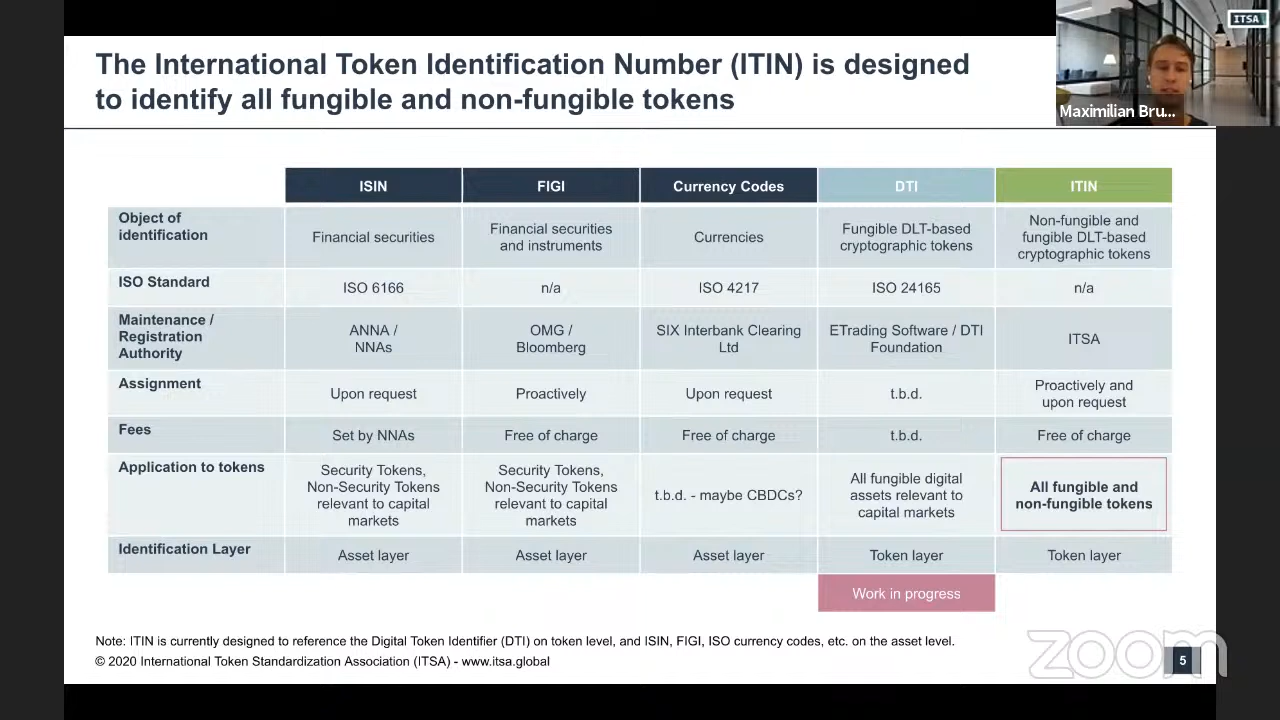 The International Token Identification Number (ITIN) is designed
to identify all fungible and non-fungible tokens
ITSA
Maximilian Bru...
ISIN
FIGI
Currency Codes
DTI
ITIN
Object of
identification
Financial securities
Financial securities
and instruments
Currencies
Fungible DLT-based
cryptographic tokens
Non-fungible and
fungible DLT-based
cryptographic tokens
ISO Standard
ISO 6166
n/a
ISO 4217
ISO 24165
n/a
Maintenance /
Registration
Authority
ANNA /
NNAs
OMG /
Bloomberg
SIX Interbank Clearing
Ltd
ETrading Software / DTI
Foundation
ITSA
Assignment
Upon request
Proactively
Upon request
t.b.d.
Proactively and
upon request
Fees
Set by NNAs
Free of charge
Free of charge
t.b.d.
Free of charge
Application to tokens
Security Tokens,
Non-Security Tokens
relevant to capital
markets
Security Tokens,
Non-Security Tokens
relevant to capital
markets
t.b.d. - maybe CBDCs?
All fungible digital
assets relevant to
capital markets
All fungible and
non-fungible tokens
Identification Layer
Asset layer
Asset layer
Asset layer
Token layer
Token layer
Work in progress
Note: ITIN is currently designed to reference the Digital Token Identifier (DTI) on token level, and ISIN, FIGI, ISO currency codes, etc. on the asset level.
© 2020 International Token Standardization Association (ITSA) - www.itsa.global
zoom
5